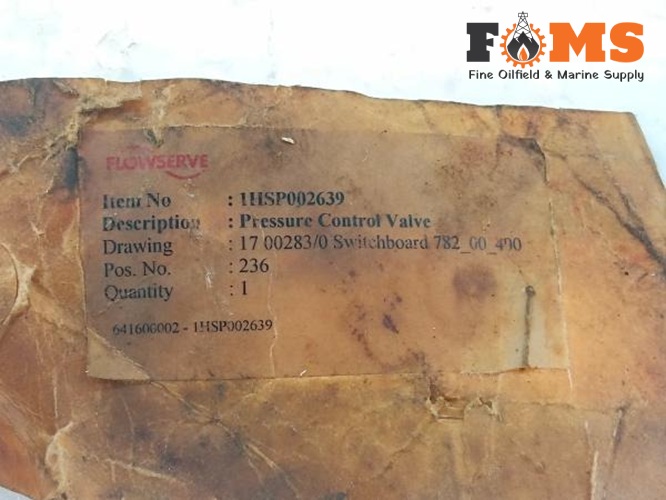 FOMS
Fine Oilfield & Marine Supply
FLOWSERVE
Item No : 1HSP002639
Description : Pressure Control Valve
Drawing : 17 00283/0 Switchboard 782_00_400
Pos. No. : 236
Quantity : 1
641606002 - 1HSP002639